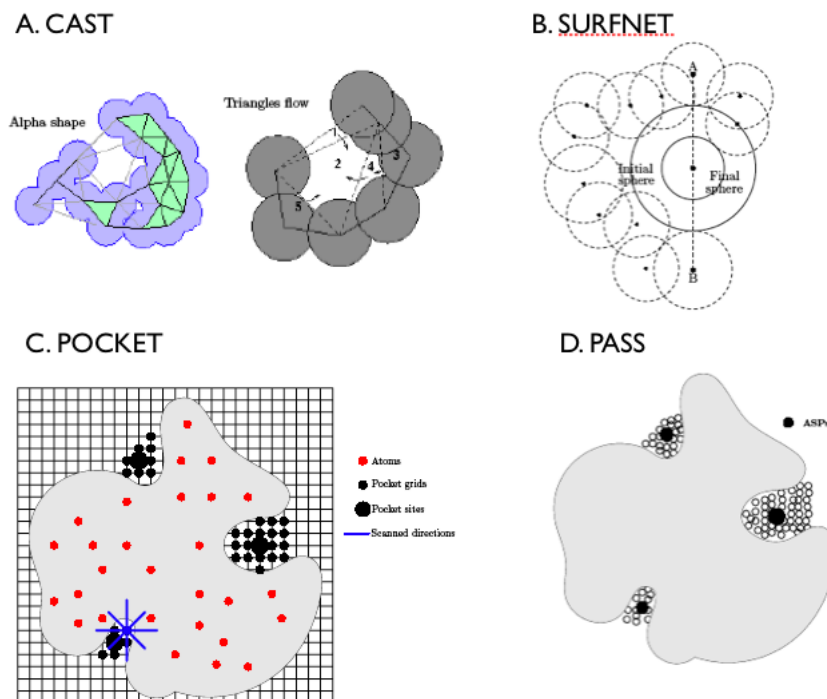 A. CAST
Alpha shape
Triangles flow
2
4
3
5
B. SURFNET
A
Initial
sphere
Final
sphere
B
C. POCKET
Atoms
Pocket grids
Pocket sites
Scanned directions
D. PASS